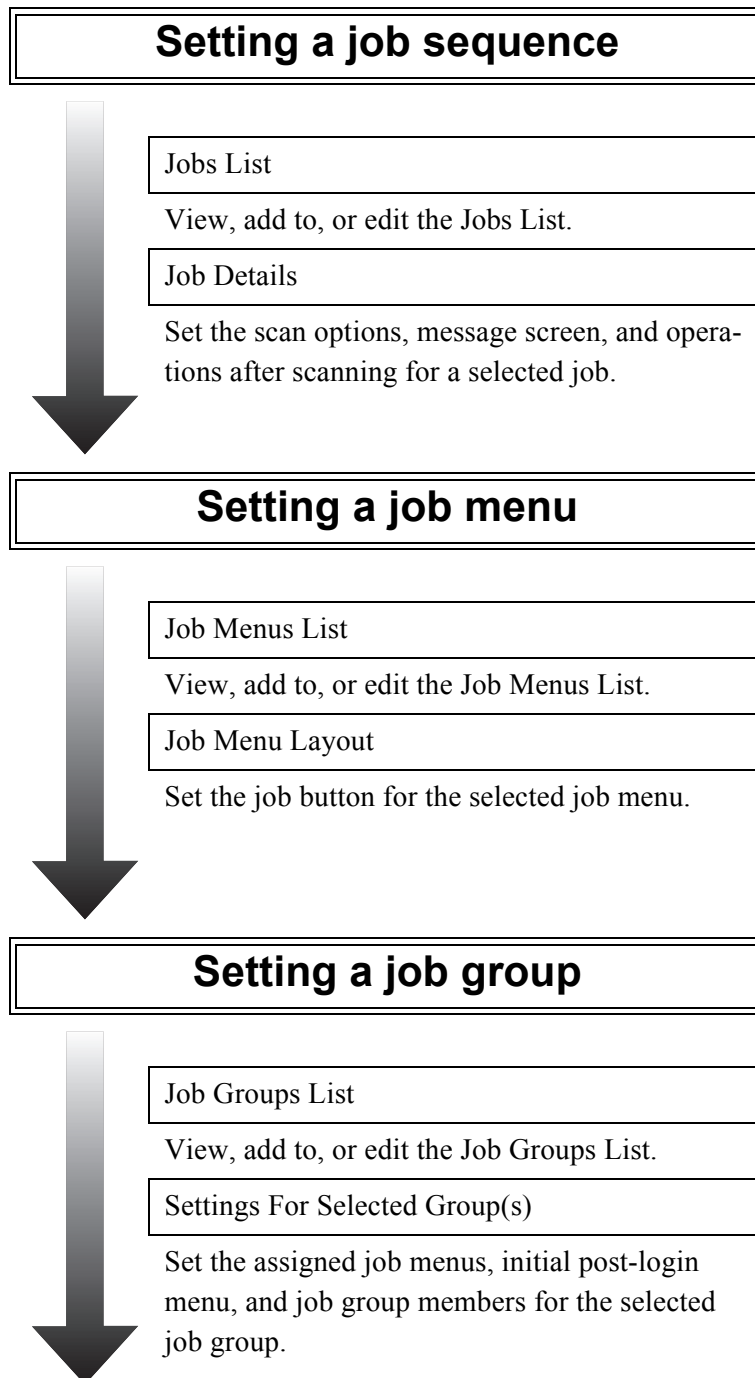 Setting a job sequence
Jobs List
View, add to, or edit the Jobs List.
Job Details
Set the scan options, message screen, and opera-
tions after scanning for a selected job.
Setting a job menu
Job Menus List
View, add to, or edit the Job Menus List.
Job Menu Layout
Set the job button for the selected job menu.
Setting a job group
Job Groups List
View, add to, or edit the Job Groups List.
Settings For Selected Group(s)
Set the assigned job menus, initial post-login
menu, and job group members for the selected
job group.